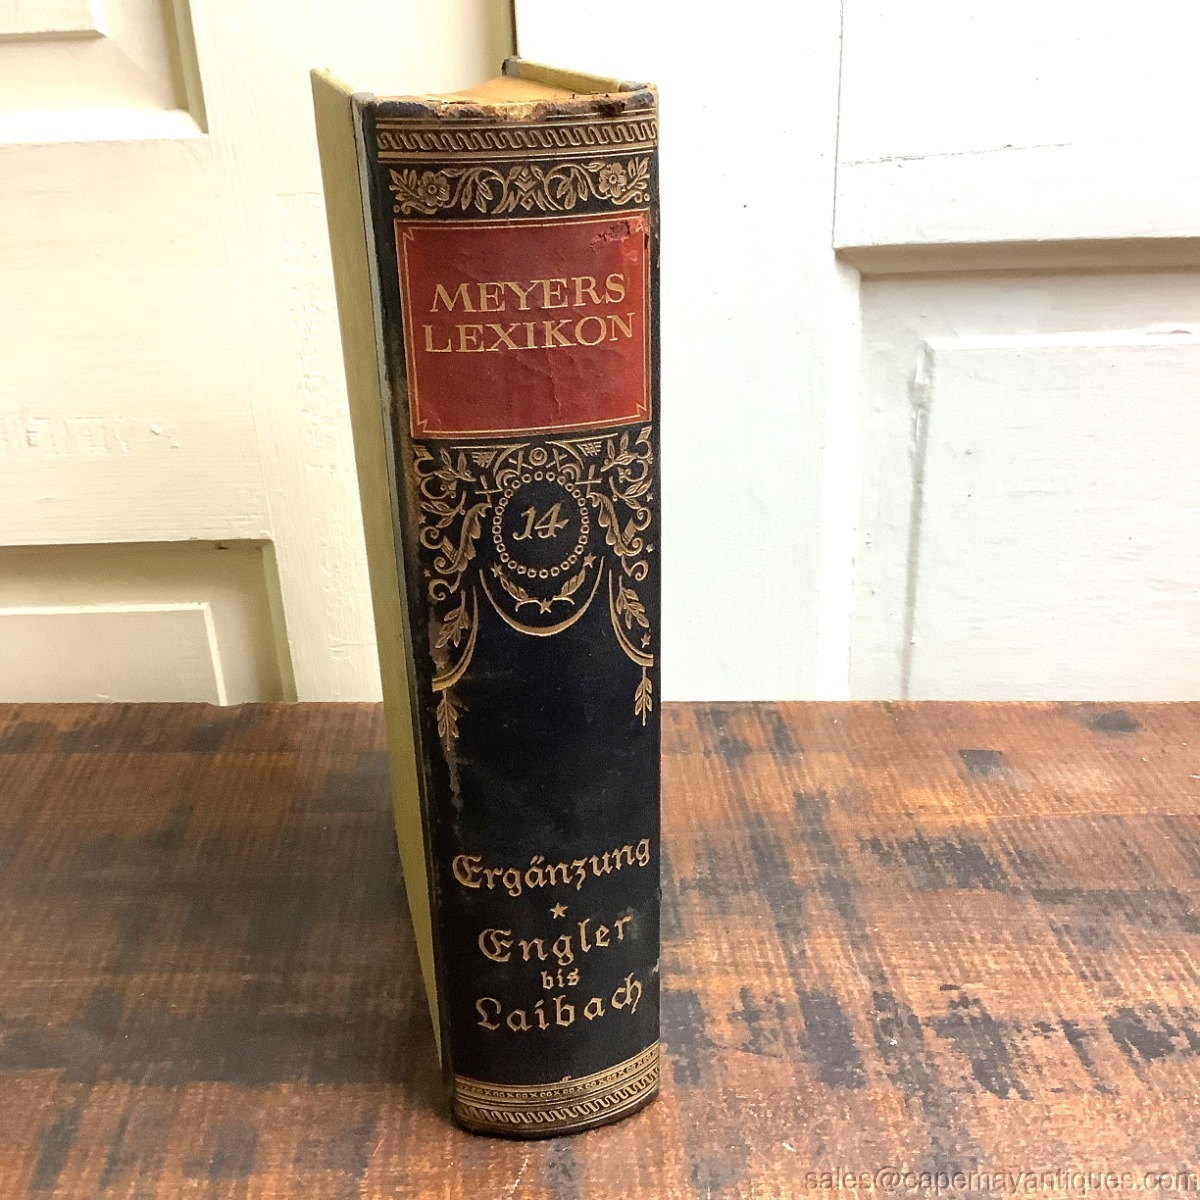 MEYERS
LEXIKON
14
Ergänzung
Engler
bis
Laibach
sales@capemayantiques.com